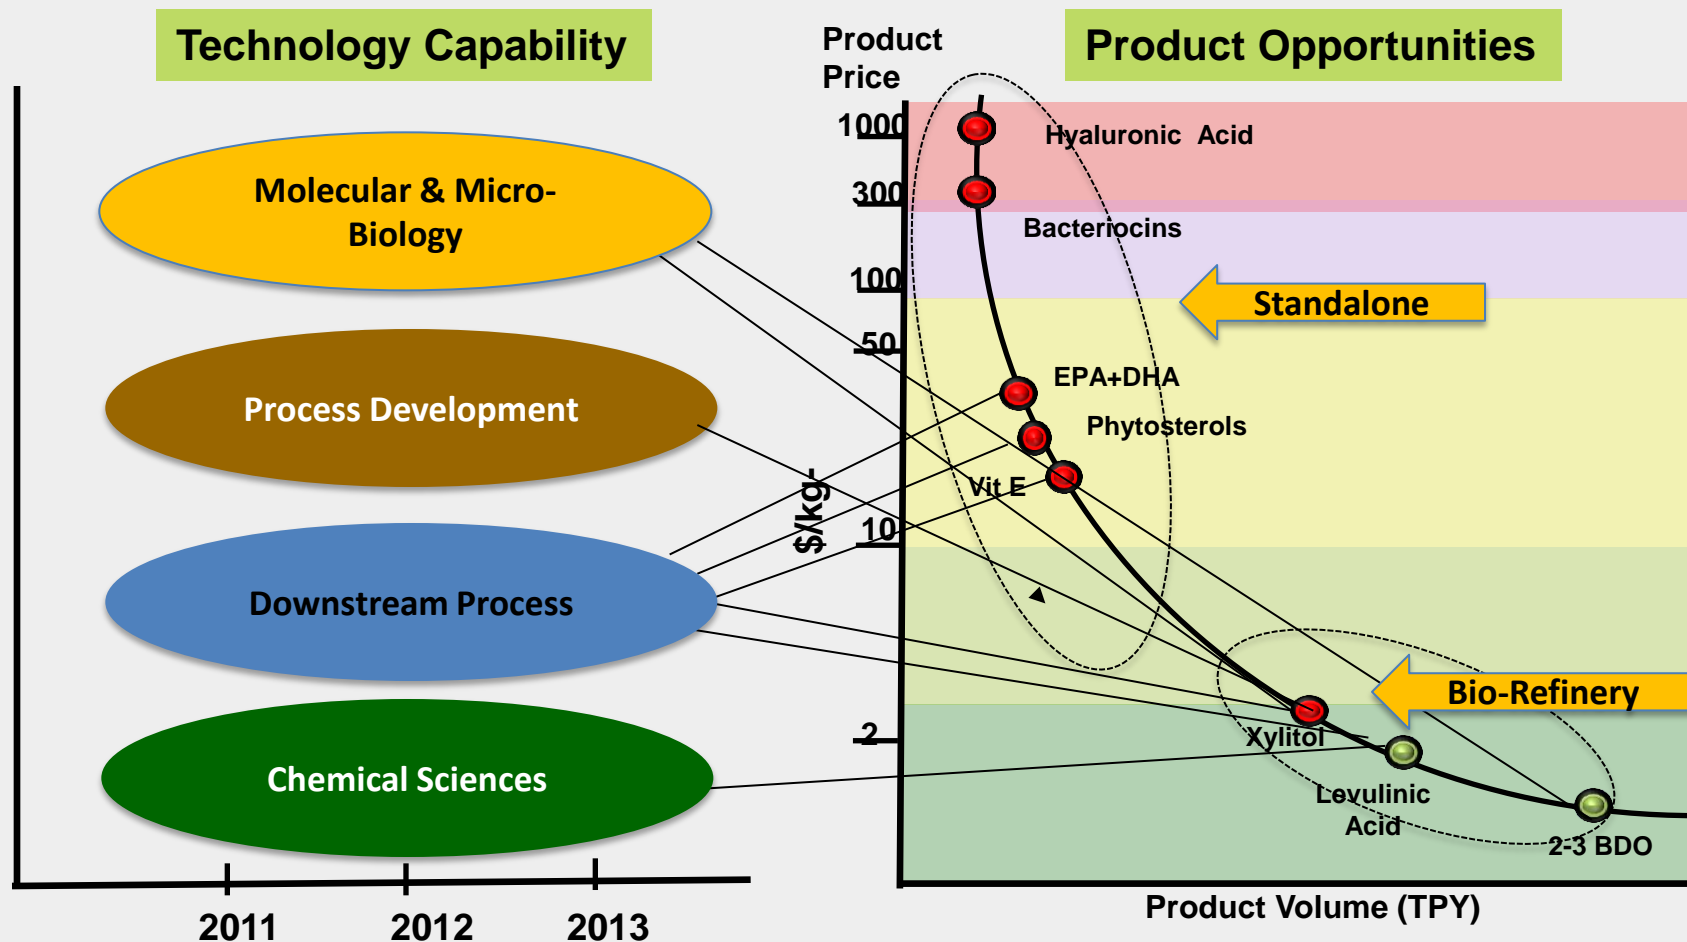 Technology Capability
Molecular & Micro-
Biology
Process Development
Downstream Process
Chemical Sciences
2011
2012
2013
Product
Price
Product Opportunities
1000
300
100
50
10
2
$/kg-
Hyaluronic Acid
Bacteriocins
Standalone
EPA+DHA
Phytosterols
Vit E
Bio-Refinery
Xylitol
Levulinic
Acid
2-3 BDO
Product Volume (TPY)